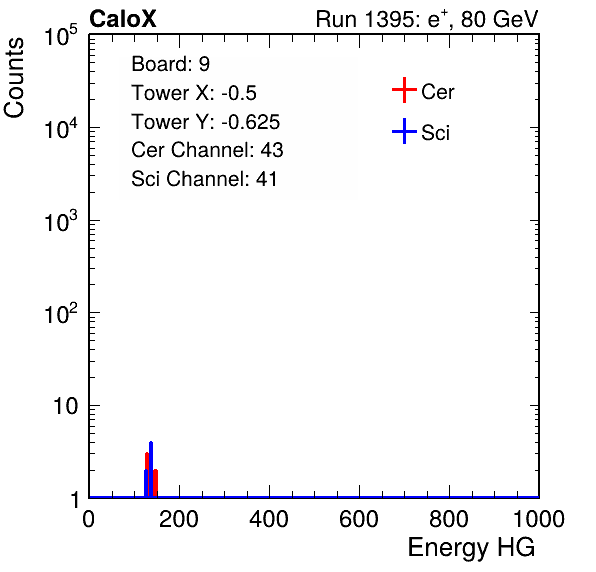 CaloX Run 1395: e⁺, 80 GeV
Counts
10⁵
10⁴
10³
10²
10
1
Board: 9
Tower X: -0.5
Tower Y: -0.625
Cer Channel: 43
Sci Channel: 41
Cer
Sci
0 200 400 600 800 1000
Energy HG